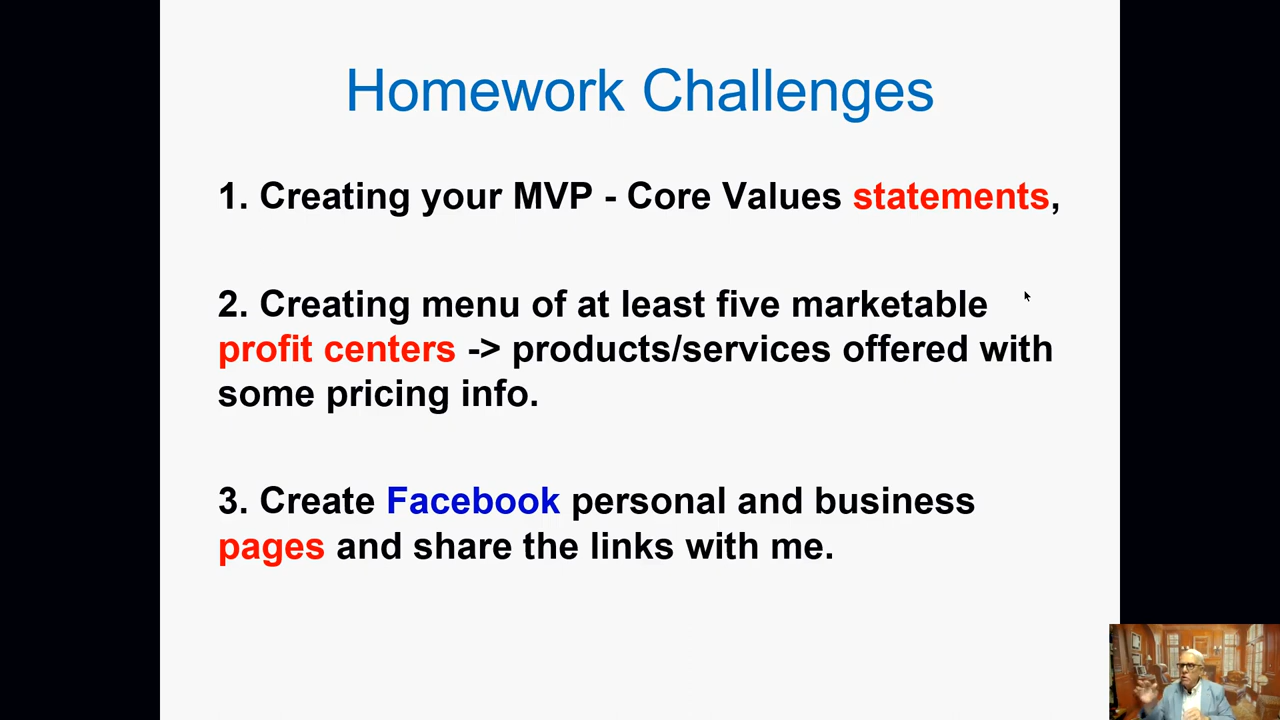 Homework Challenges
1. Creating your MVP - Core Values statements,
2. Creating menu of at least five marketable
profit centers -> products/services offered with
some pricing info.
3. Create Facebook personal and business
pages and share the links with me.